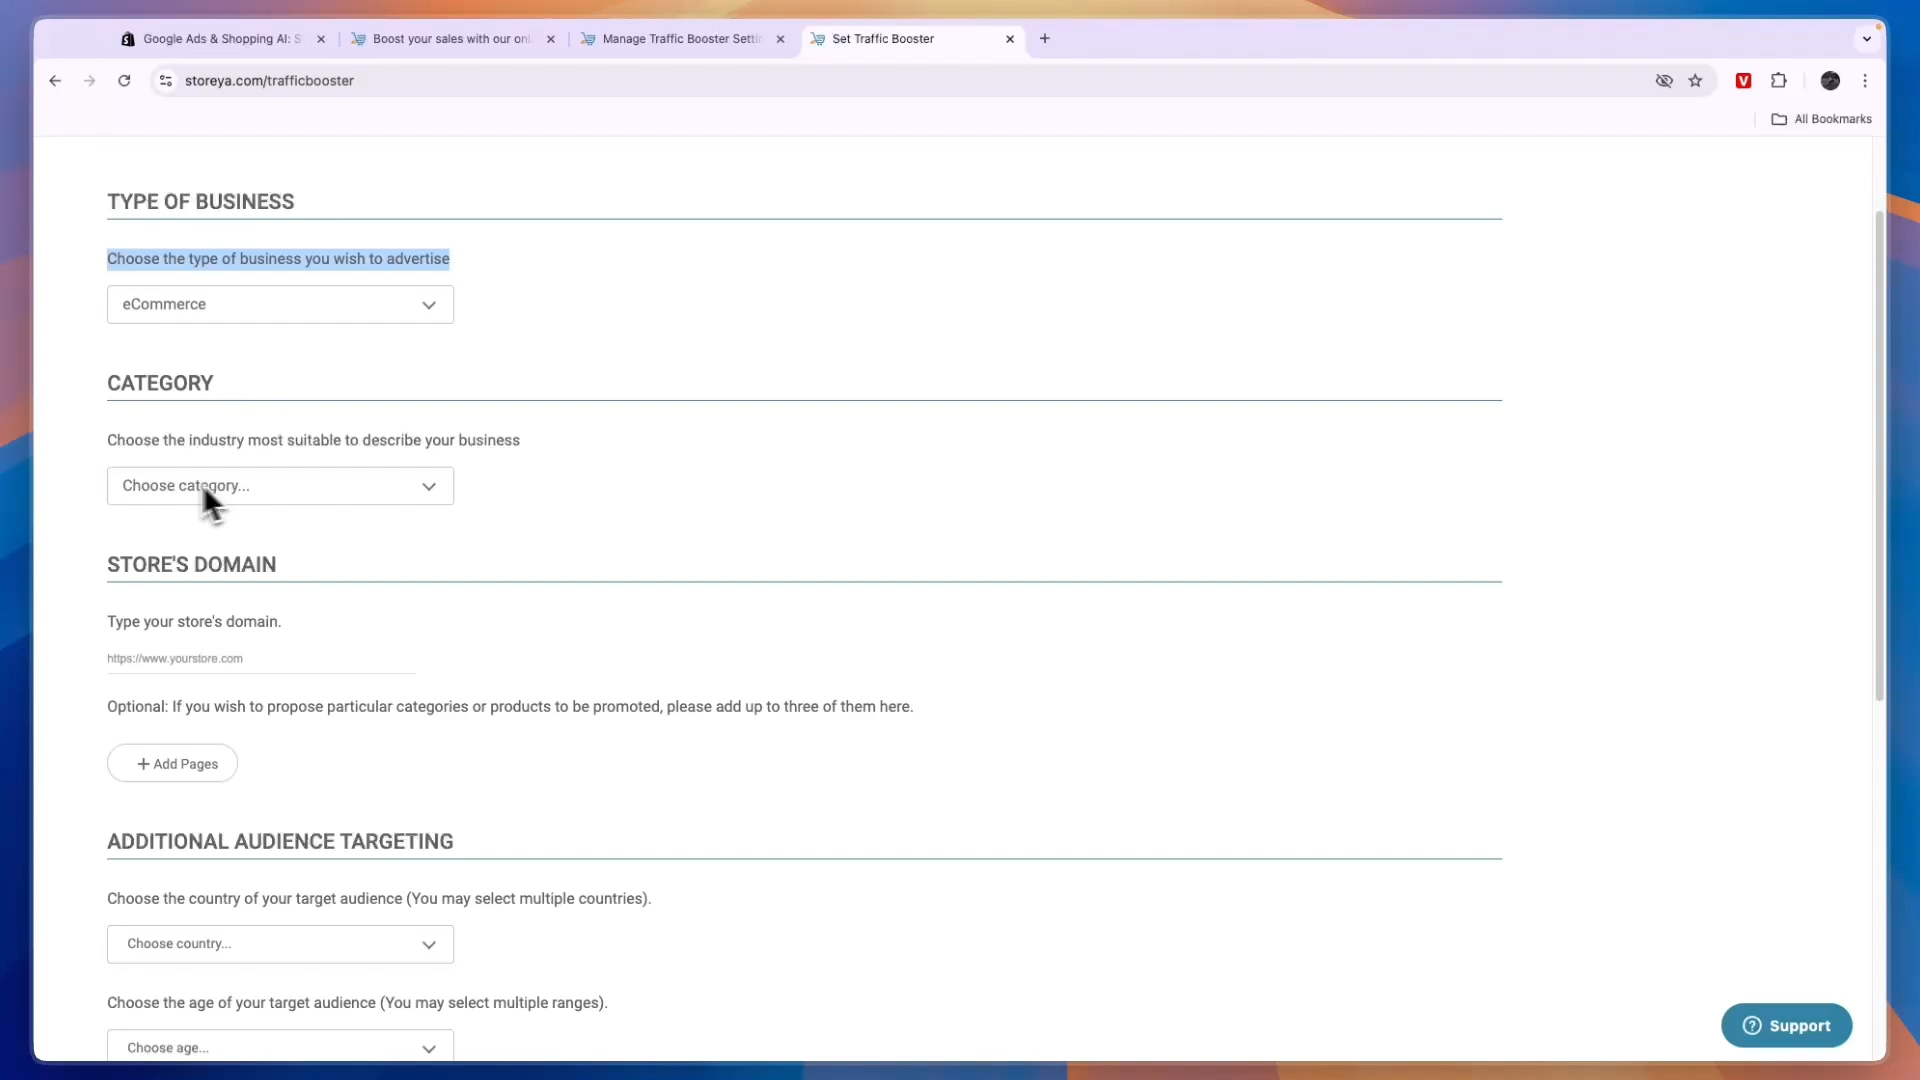 Google Ads & Shopping AI: S
Boost your sales with our onl
Manage Traffic Booster Settin
Set Traffic Booster
storeya.com/trafficbooster
V
All Bookmarks
TYPE OF BUSINESS
Choose the type of business you wish to advertise
eCommerce
CATEGORY
Choose the industry most suitable to describe your business
Choose category...
STORE'S DOMAIN
Type your store's domain.
https://www.yourstore.com
Optional: If you wish to propose particular categories or products to be promoted, please add up to three of them here.
+ Add Pages
ADDITIONAL AUDIENCE TARGETING
Choose the country of your target audience (You may select multiple countries).
Choose country...
Choose the age of your target audience (You may select multiple ranges).
Choose age...
Support